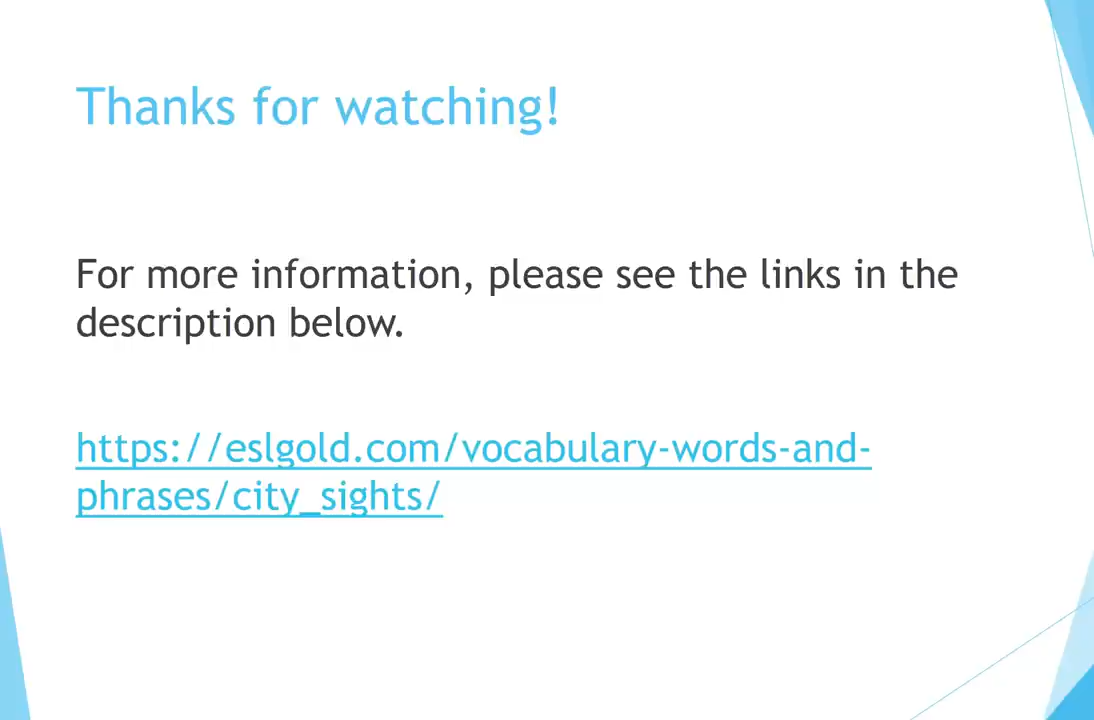 Thanks for watching!
For more information, please see the links in the
description below.
https://eslgold.com/vocabulary-words-and-
phrases/city_sights/